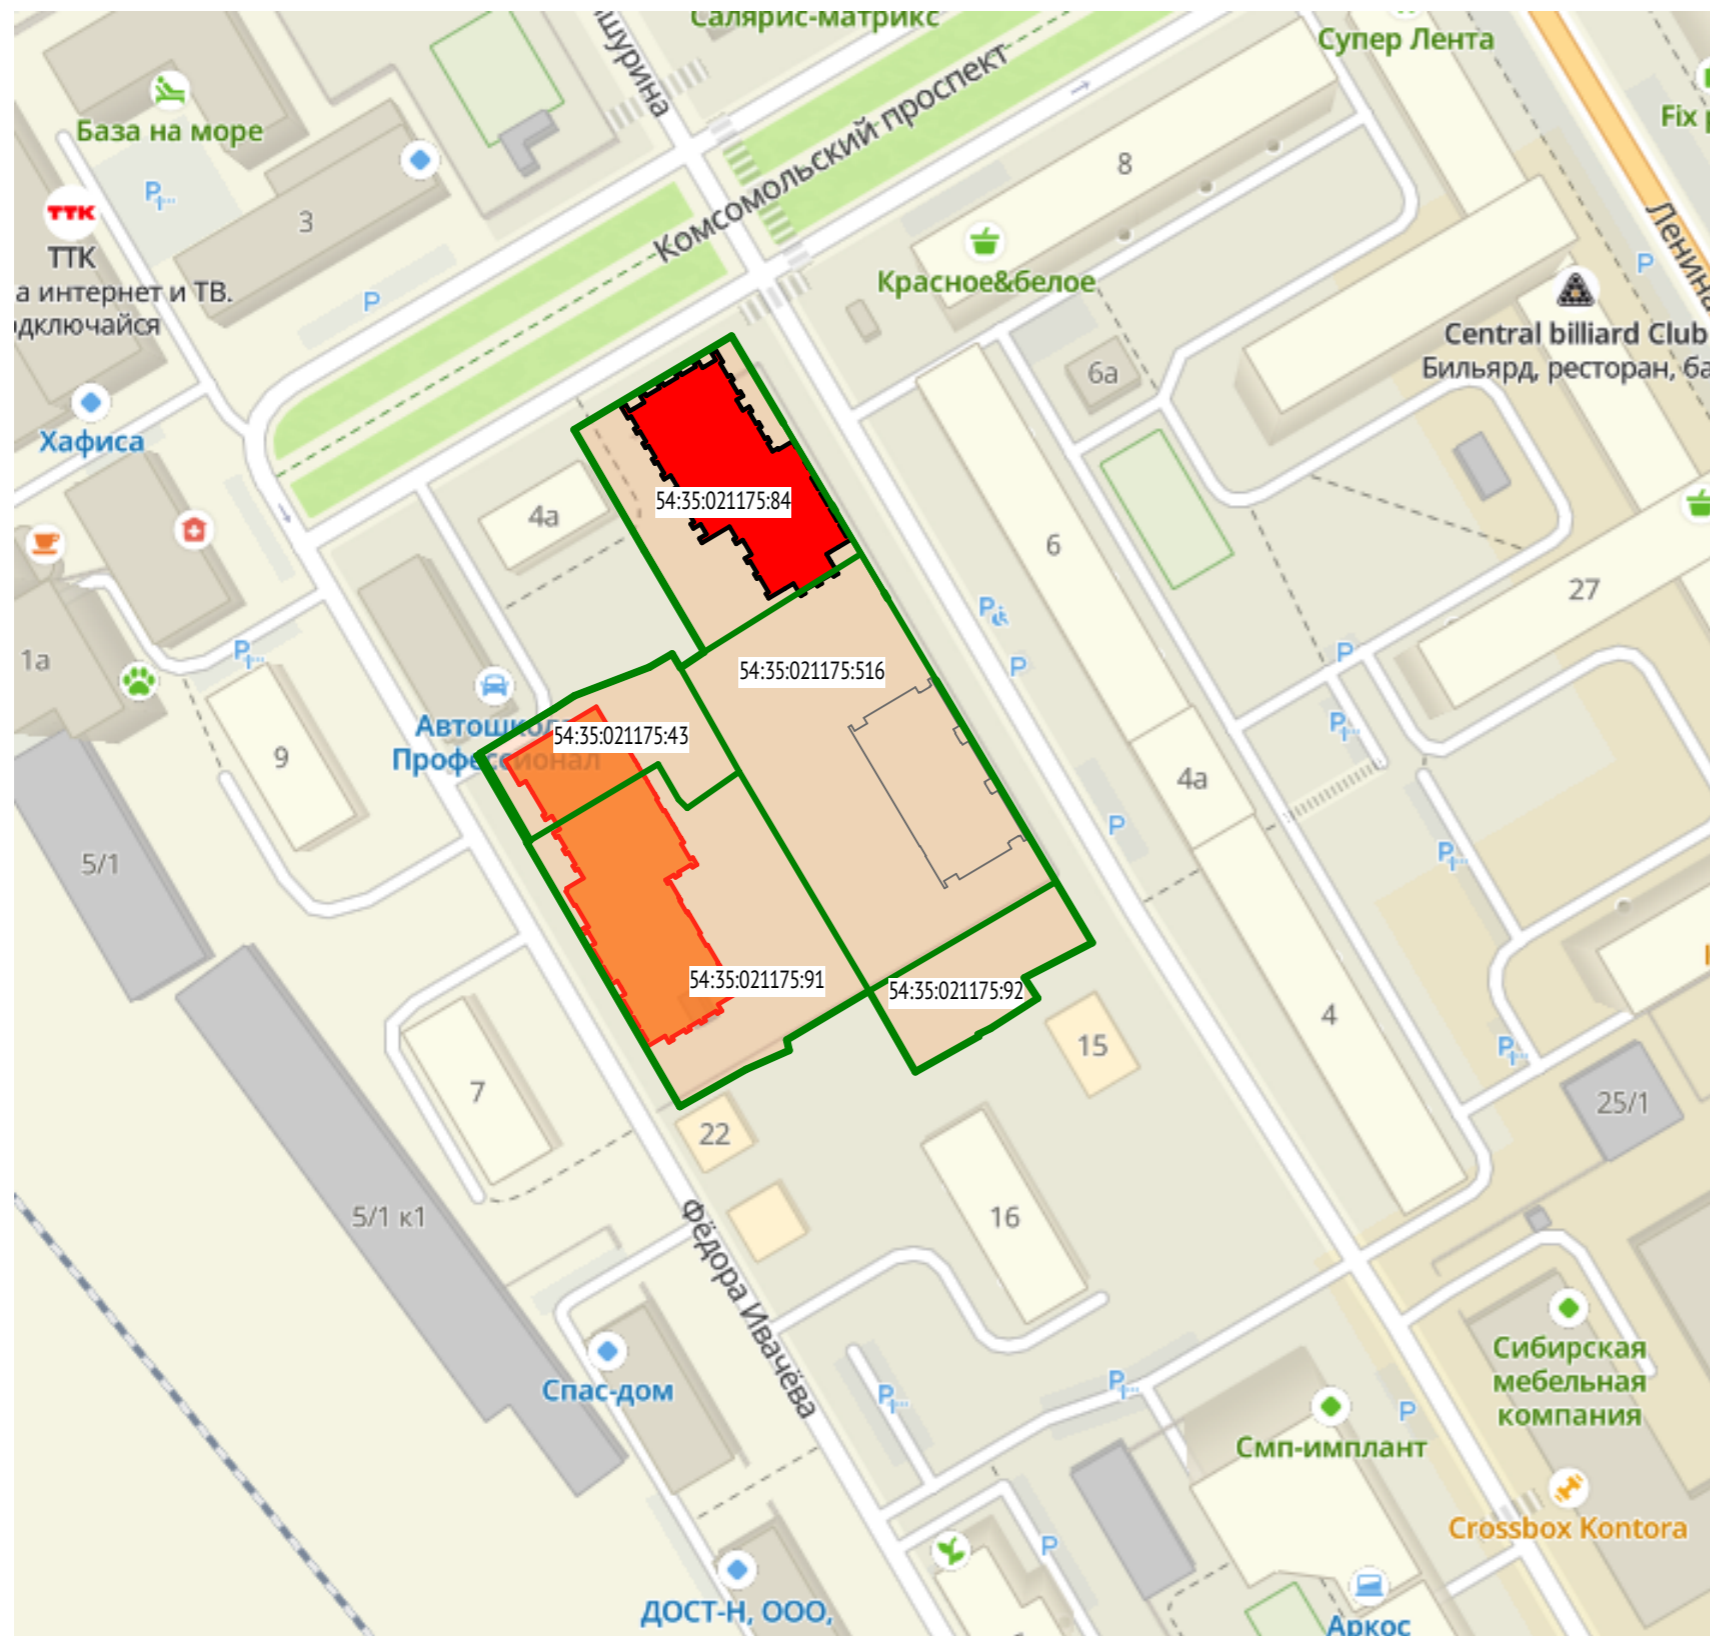 Салярис-матрикс
Супер Лента
Fix
шурина
Комсомольский проспект
База на море
8
3
ТТК
ТТК
а интернет и ТВ.
дключайся
P
P
P
Красное&белое
Ленина
Central billiard Club
Бильярд, ресторан, ба
6а
Хафиса
54:35:021175:84
4а
6
27
P
P
P
P
1а
54:35:021175:516
Автошкола
Профессионал
54:35:021175:43
9
4а
P
P
P
5/1
54:35:021175:91
54:35:021175:92
4
15
P
7
22
25/1
5/1 к1
16
Фёдора Ивачёва
Спас-дом
P
P
P
Сибирская
мебельная
компания
Смп-имплант
Crossbox Kontora
P
ДОСТ-Н, ООО,
Аркос